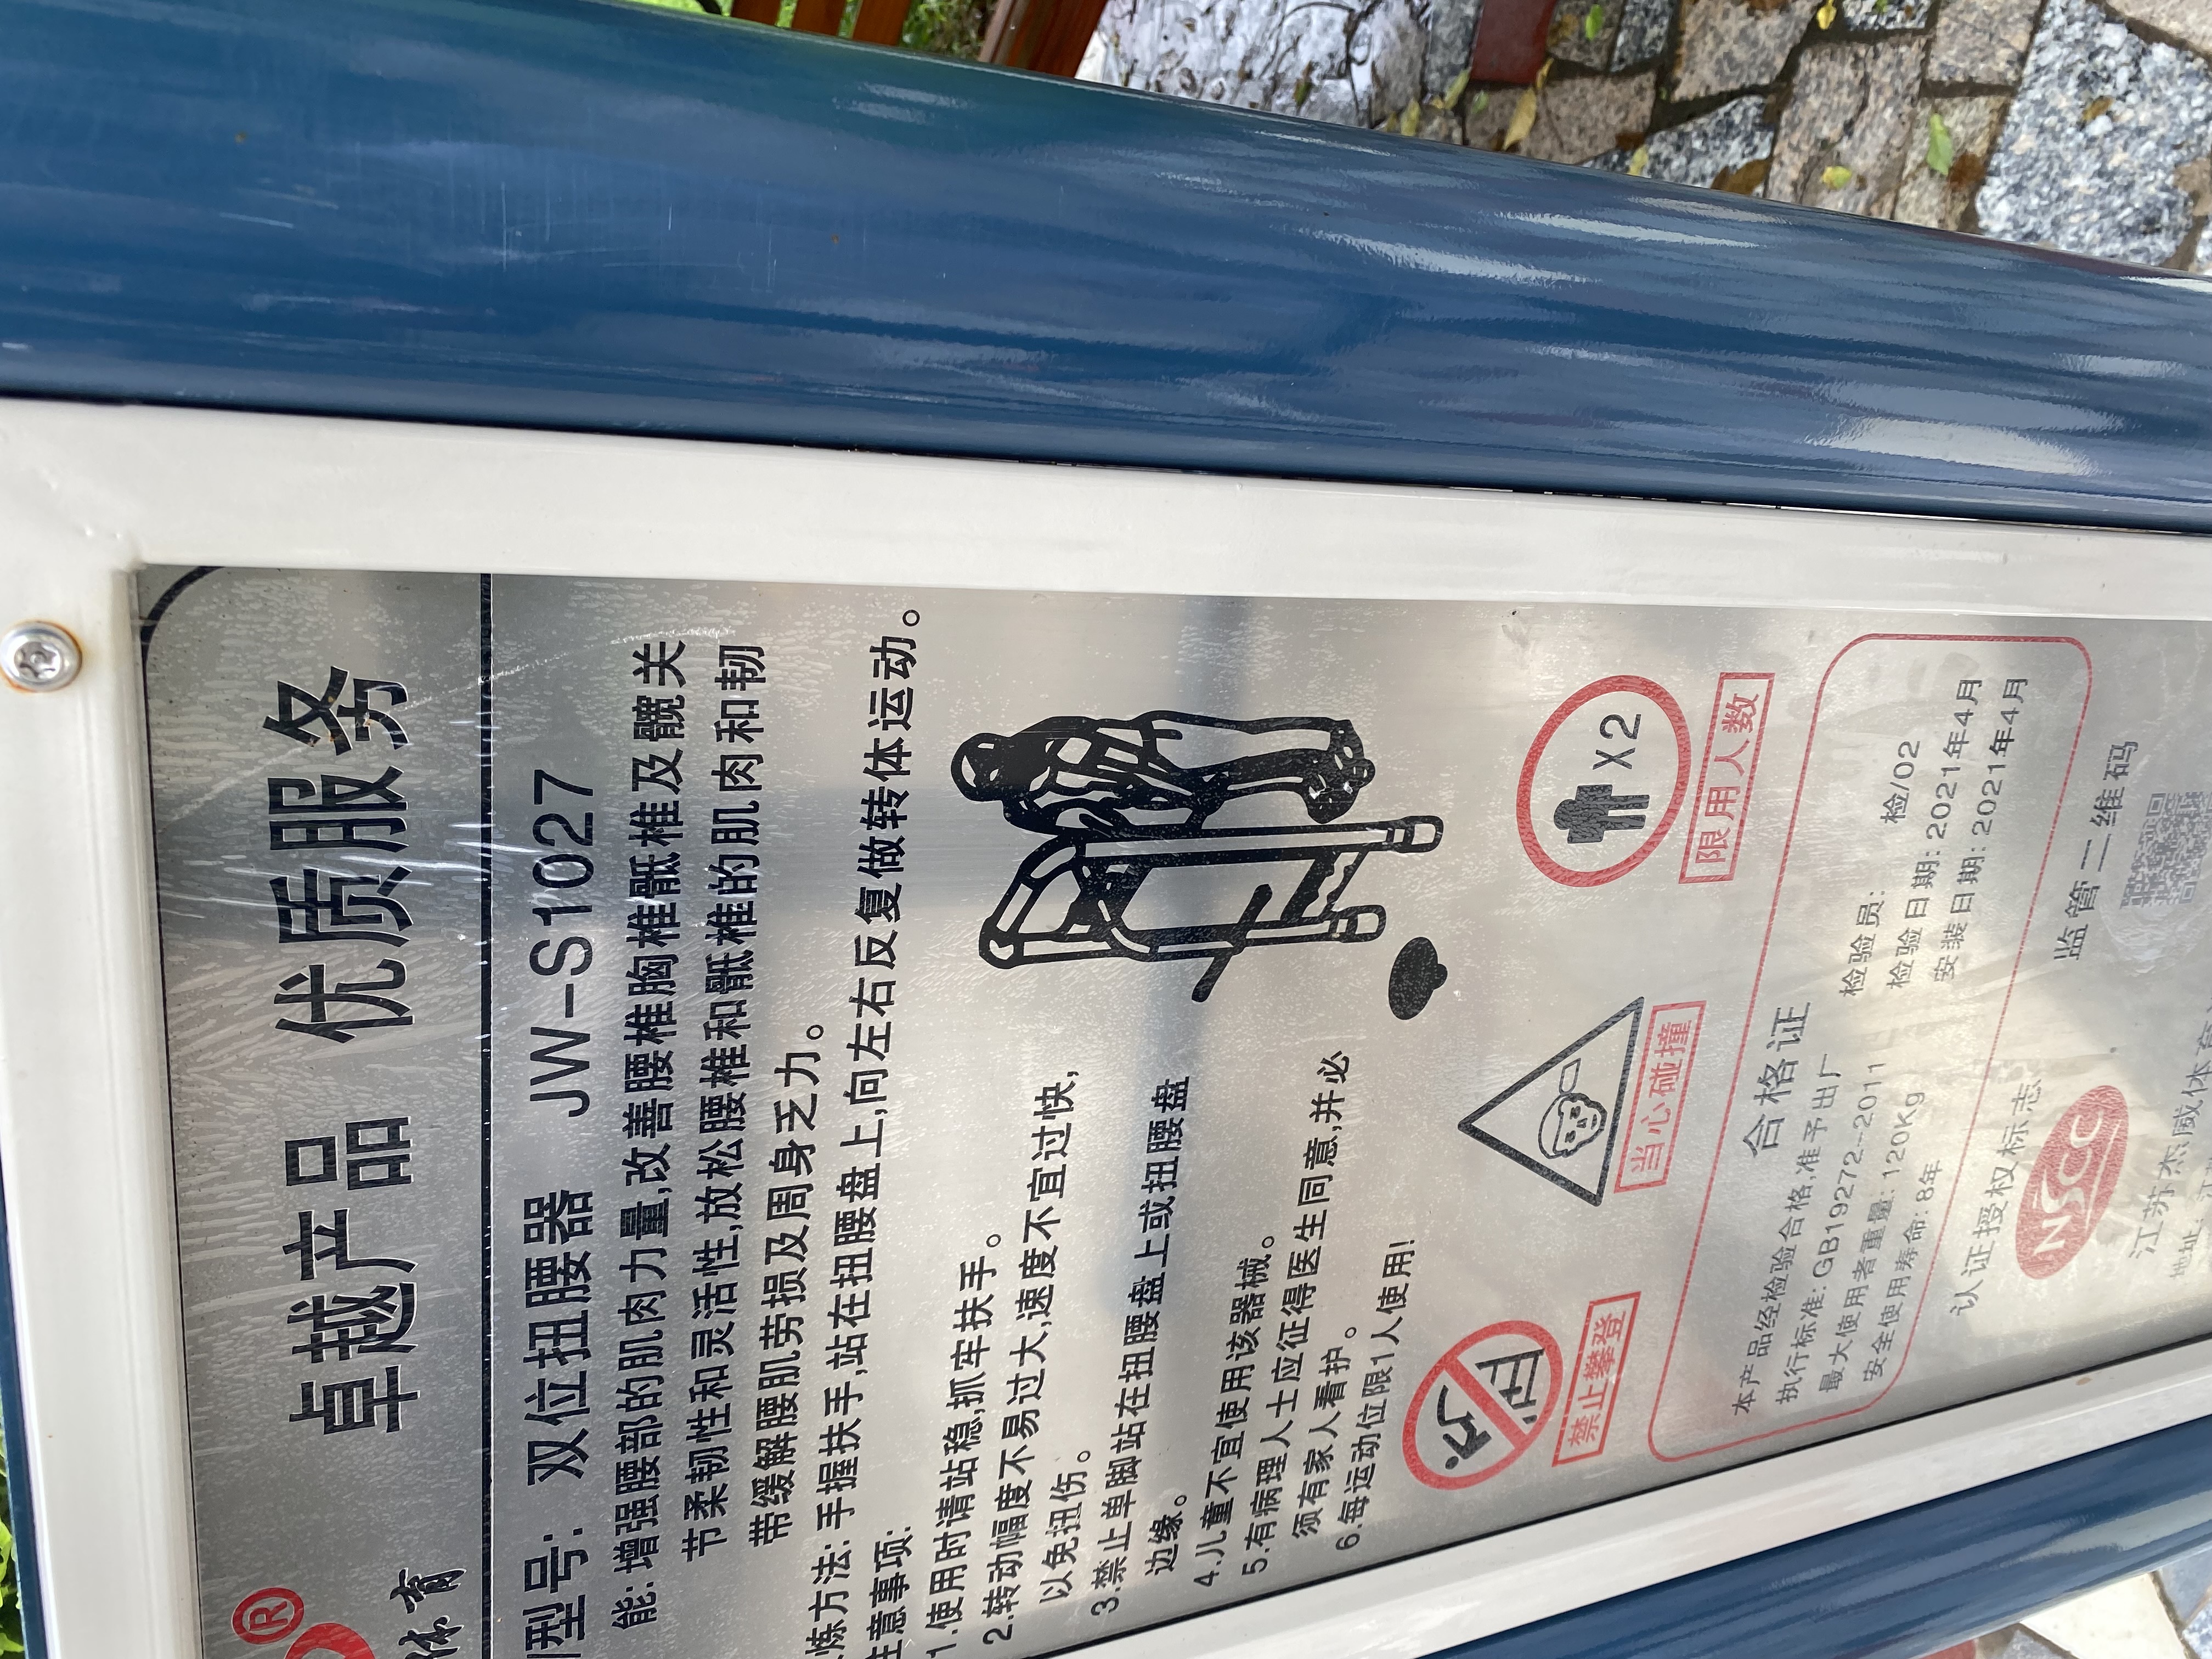 ®
体育
卓越产品 优质服务
/型号: 双位扭腰器 JW-S1027
能:增强腰部的肌肉力量,改善腰椎胸椎骶椎及髋关
节柔韧性和灵活性,放松腰椎和骶椎的肌肉和韧
带缓解腰肌劳损及周身乏力。
炼方法:手握扶手,站在扭腰盘上,向左右反复做转体运动。
注意事项:
1.使用时请站稳,抓牢扶手。
2.转动幅度不易过大,速度不宜过快,
以免扭伤。
3.禁止单脚站在扭腰盘上或扭腰盘
边缘。
4.儿童不宜使用该器械。
5.有病理人士应征得医生同意,并必
须有家人看护。
6.每运动位限1人使用!
禁止攀登
当心碰撞
X2
限用人数
合格证
本产品经检验合格,准予出厂
执行标准:GB19272-2011
最大使用者重量:120Kg
安全使用寿命:8年
检验员: 检/02
检验日期:2021年4月
安装日期:2021年4月
认证授权标志
NSCC
监管二维码
江苏杰威体育
地址:江